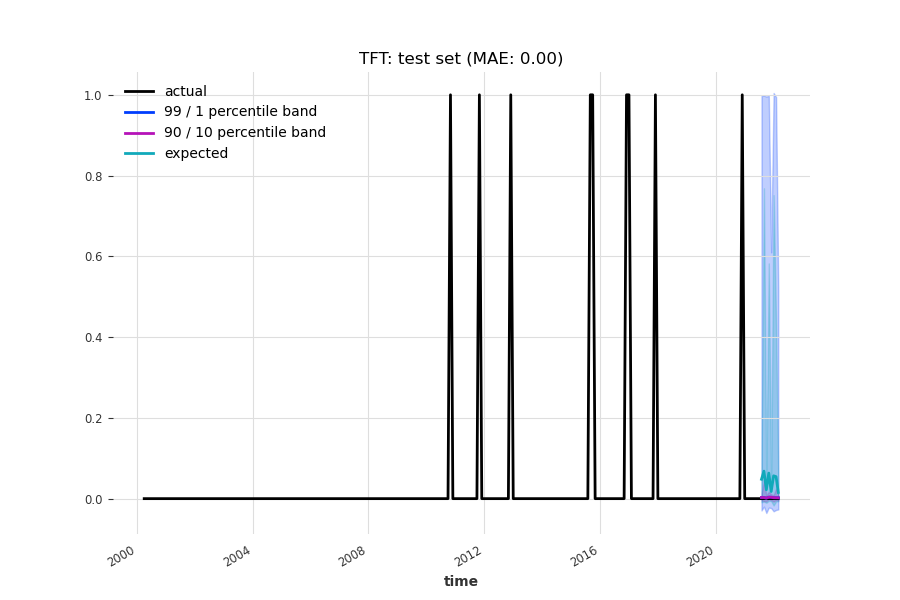 TFT: test set (MAE: 0.00)
actual
99 / 1 percentile band
90 / 10 percentile band
expected
1.0
0.8
0.6
0.4
0.2
0.0
2000
2004
2008
2012
2016
2020
time